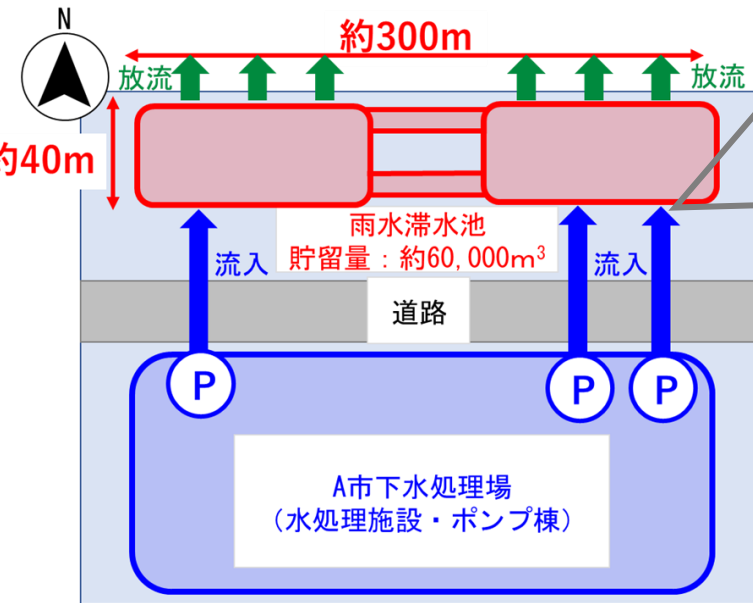 N
約300m
放流
放流
約40m
雨水滞水池
貯留量：約60,000m³
流入
流入
道路
P
P
P
A市下水処理場
（水処理施設・ポンプ棟）